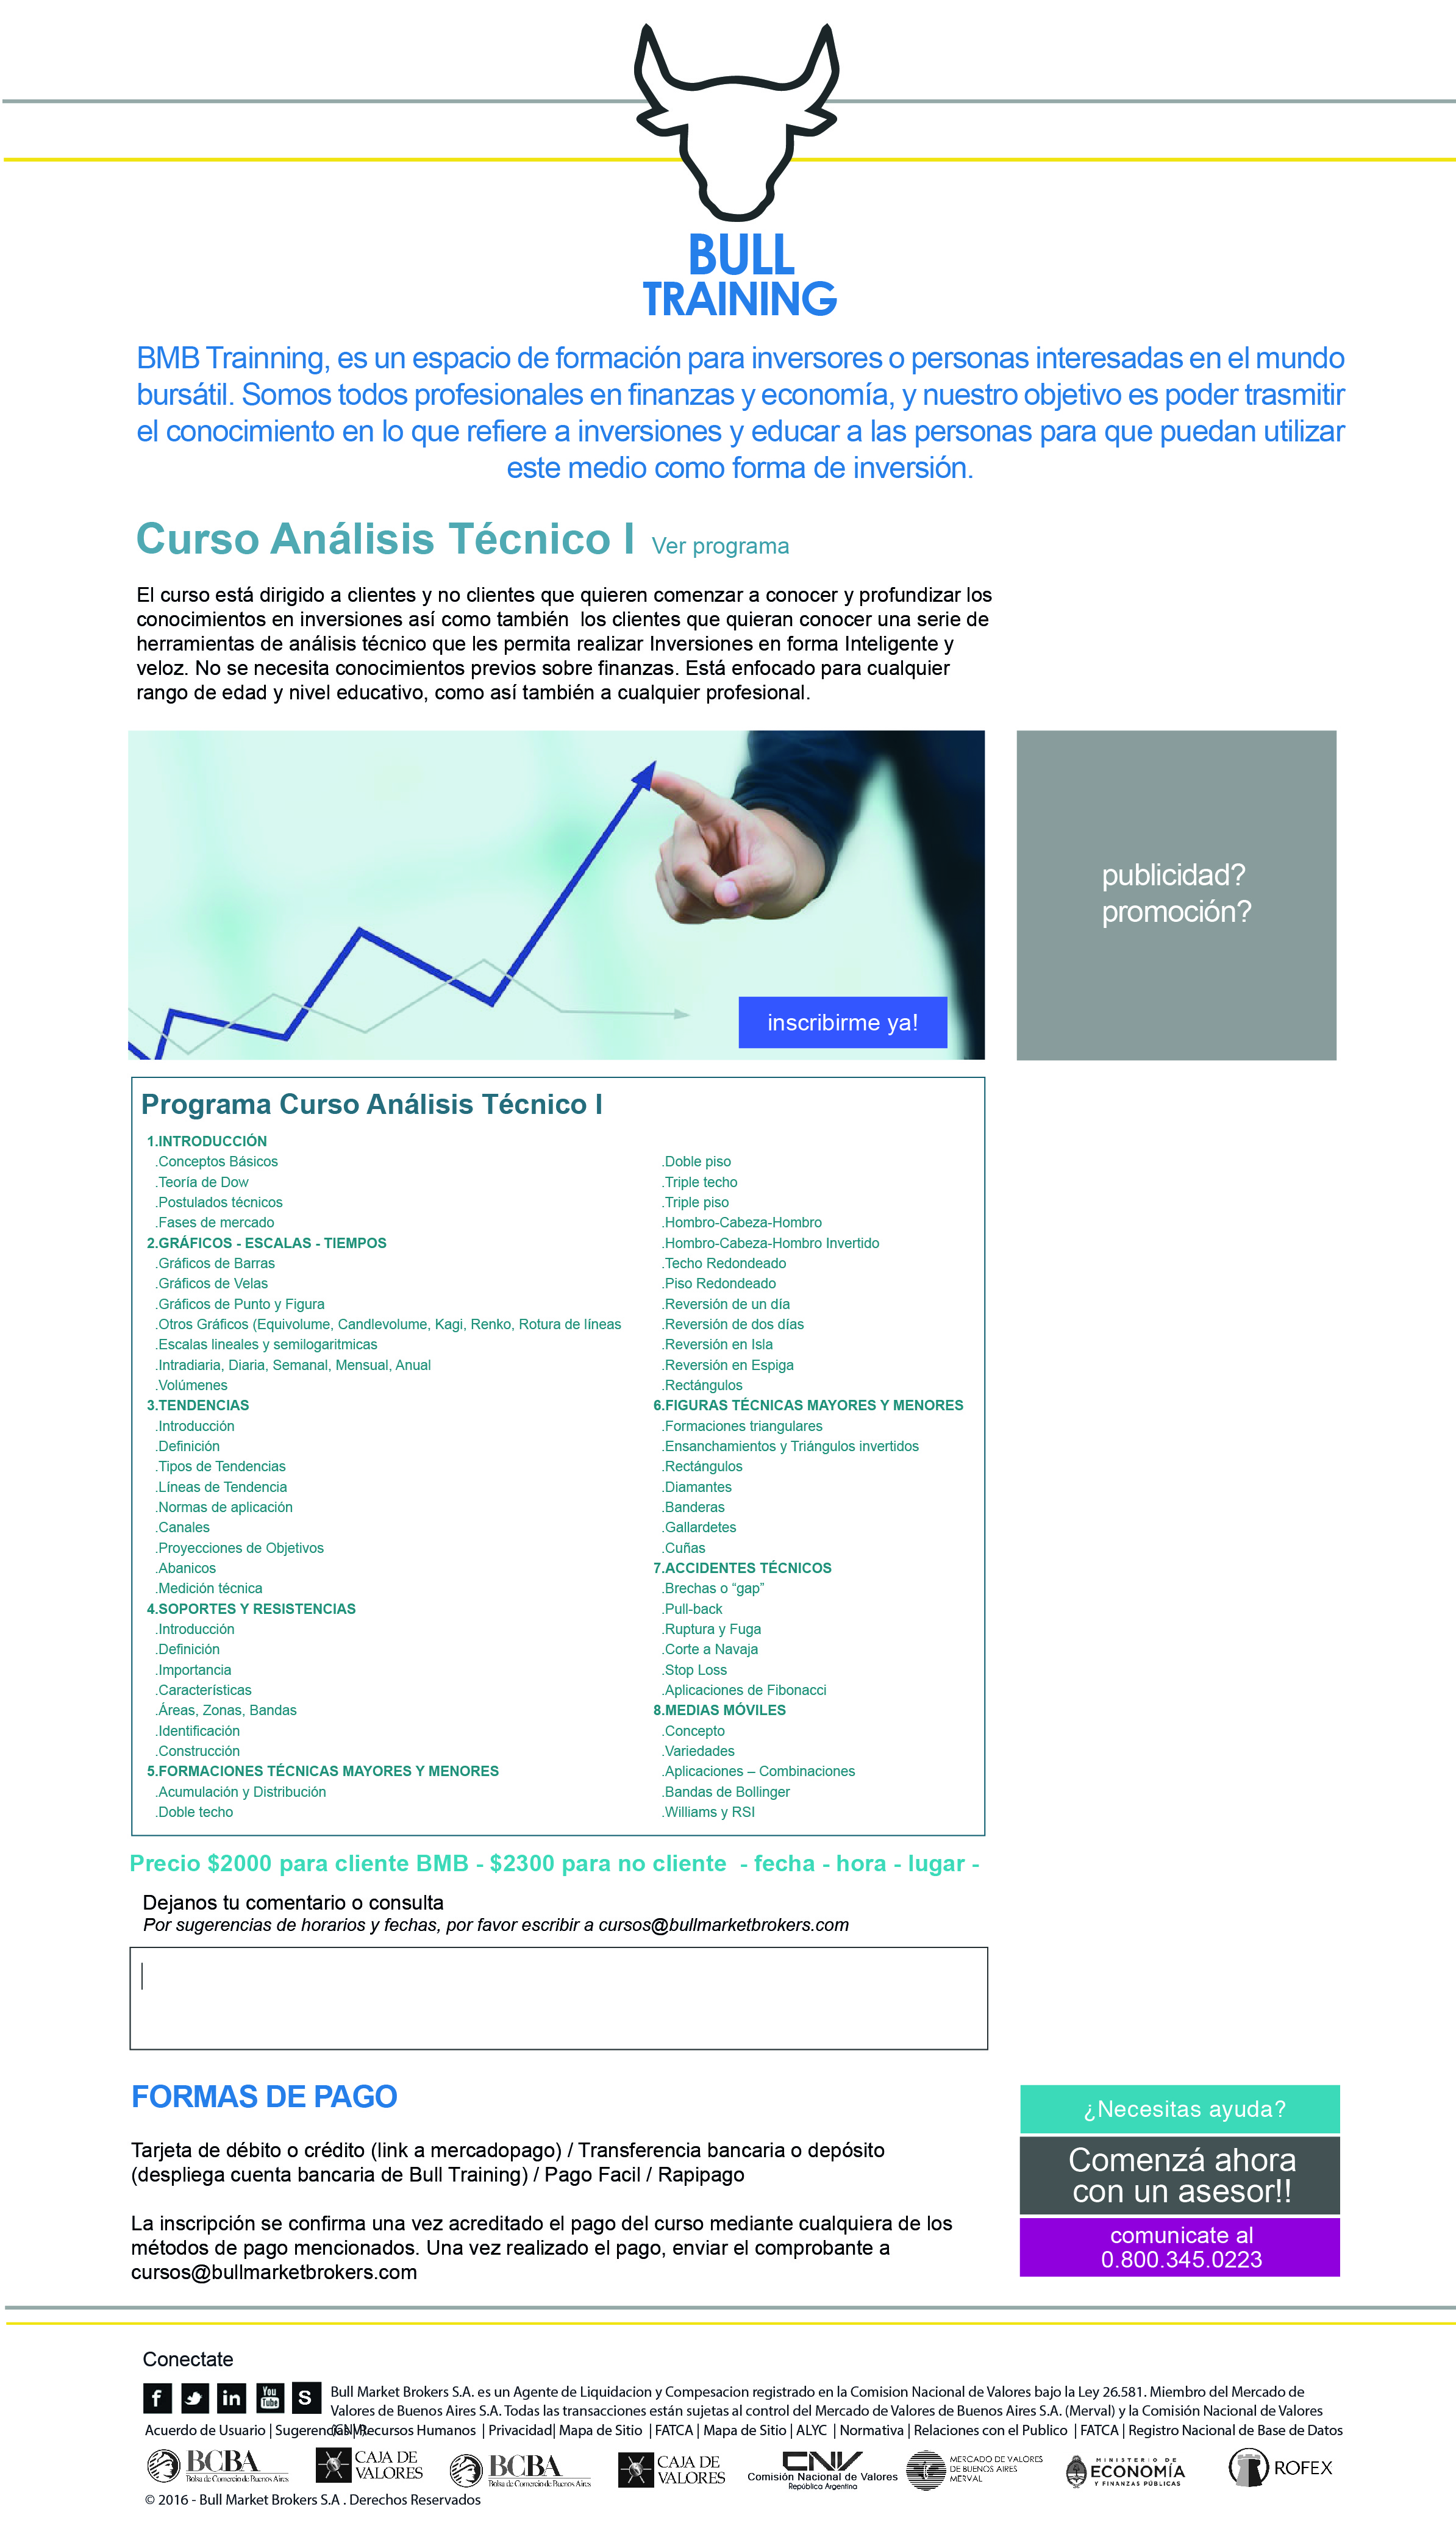 BULL
TRAINING
BMB Trainning, es un espacio de formación para inversores o personas interesadas en el mundo
bursátil. Somos todos profesionales en finanzas y economía, y nuestro objetivo es poder trasmitir
el conocimiento en lo que refiere a inversiones y educar a las personas para que puedan utilizar
este medio como forma de inversión.
Curso Análisis Técnico I Ver programa
El curso está dirigido a clientes y no clientes que quieren comenzar a conocer y profundizar los
conocimientos en inversiones así como también los clientes que quieran conocer una serie de
herramientas de análisis técnico que les permita realizar Inversiones en forma Inteligente y
veloz. No se necesita conocimientos previos sobre finanzas. Está enfocado para cualquier
rango de edad y nivel educativo, como así también a cualquier profesional.
inscribirme ya!
publicidad?
promoción?
Programa Curso Análisis Técnico I
1.INTRODUCCIÓN
.Conceptos Básicos
.Teoría de Dow
.Postulados técnicos
.Fases de mercado
2.GRÁFICOS - ESCALAS - TIEMPOS
.Gráficos de Barras
.Gráficos de Velas
.Gráficos de Punto y Figura
.Otros Gráficos (Equivolume, Candlevolume, Kagi, Renko, Rotura de líneas
.Escalas lineales y semilogaritmicas
.Intradiaria, Diaria, Semanal, Mensual, Anual
.Volúmenes
3.TENDENCIAS
.Introducción
.Definición
.Tipos de Tendencias
.Líneas de Tendencia
.Normas de aplicación
.Canales
.Proyecciones de Objetivos
.Abanicos
.Medición técnica
4.SOPORTES Y RESISTENCIAS
.Introducción
.Definición
.Importancia
.Características
.Áreas, Zonas, Bandas
.Identificación
.Construcción
5.FORMACIONES TÉCNICAS MAYORES Y MENORES
.Acumulación y Distribución
.Doble techo
.Doble piso
.Triple techo
.Triple piso
.Hombro-Cabeza-Hombro
.Hombro-Cabeza-Hombro Invertido
.Techo Redondeado
.Piso Redondeado
.Reversión de un día
.Reversión de dos días
.Reversión en Isla
.Reversión en Espiga
.Rectángulos
6.FIGURAS TÉCNICAS MAYORES Y MENORES
.Formaciones triangulares
.Ensanchamientos y Triángulos invertidos
.Rectángulos
.Diamantes
.Banderas
.Gallardetes
.Cuñas
7.ACCIDENTES TÉCNICOS
.Brechas o “gap”
.Pull-back
.Ruptura y Fuga
.Corte a Navaja
.Stop Loss
.Aplicaciones de Fibonacci
8.MEDIAS MÓVILES
.Concepto
.Variedades
.Aplicaciones – Combinaciones
.Bandas de Bollinger
.Williams y RSI
Precio $2000 para cliente BMB - $2300 para no cliente - fecha - hora - lugar -
Dejanos tu comentario o consulta
Por sugerencias de horarios y fechas, por favor escribir a cursos@bullmarketbrokers.com
FORMAS DE PAGO
Tarjeta de débito o crédito (link a mercadopago) / Transferencia bancaria o depósito
(despliega cuenta bancaria de Bull Training) / Pago Facil / Rapipago
La inscripción se confirma una vez acreditado el pago del curso mediante cualquiera de los
métodos de pago mencionados. Una vez realizado el pago, enviar el comprobante a
cursos@bullmarketbrokers.com
¿Necesitas ayuda?
Comenzá ahora
con un asesor!!
comunicate al
0.800.345.0223
Conectate
f in You Tube S
Bull Market Brokers S.A. es un Agente de Liquidacion y Compesacion registrado en la Comision Nacional de Valores bajo la Ley 26.581. Miembro del Mercado de
Valores de Buenos Aires S.A. Todas las transacciones están sujetas al control del Mercado de Valores de Buenos Aires S.A. (Merval) y la Comisión Nacional de Valores
(CNV).
Acuerdo de Usuario | Sugerencias | Recursos Humanos | Privacidad| Mapa de Sitio | FATCA | Mapa de Sitio | ALYC | Normativa | Relaciones con el Publico | FATCA | Registro Nacional de Base de Datos
BCBA
Bolsa de Comercio de Buenos Aires
CAJA DE
VALORES
BCBA
Bolsa de Comercio de Buenos Aires
CAJA DE
VALORES
CNV
Comisión Nacional de Valores
República Argentina
MERCADO DE VALORES
DE BUENOS AIRES
MERVAL
MINISTERIO DE
ECONOMÍA
Y FINANZAS PÚBLICAS
ROFEX
© 2016 - Bull Market Brokers S.A . Derechos Reservados